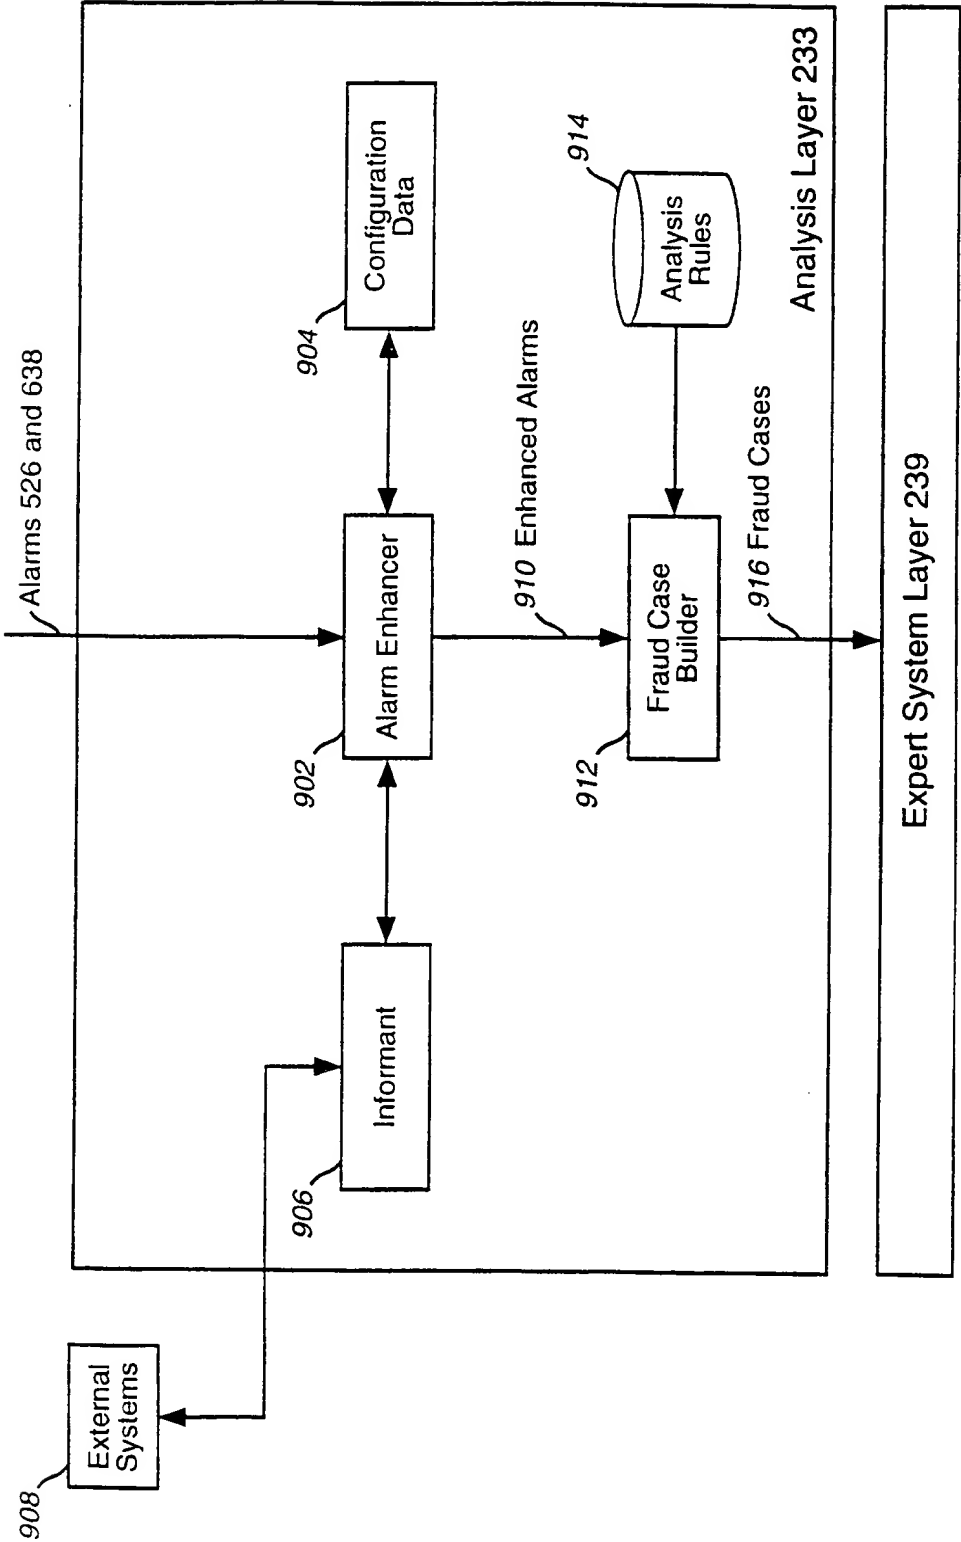 Alarms 526 and 638
908
External
Systems
906
Informant
902
Alarm Enhancer
904
Configuration
Data
910 Enhanced Alarms
912
Fraud Case
Builder
914
Analysis
Rules
916 Fraud Cases
Analysis Layer 233
Expert System Layer 239